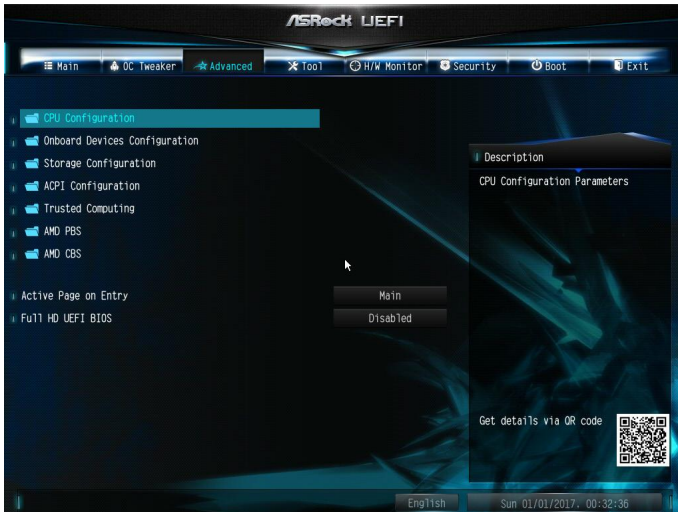 ASRock UEFI
Main OC Tweaker Advanced Tool H/W Monitor Security Boot Exit
CPU Configuration
Onboard Devices Configuration
Storage Configuration
ACPI Configuration
Trusted Computing
AMD PBS
AMD CBS
Active Page on Entry Main
Full HD UEFI BIOS Disabled
Description
CPU Configuration Parameters
Get details via QR code
English Sun 01/01/2017, 00:32:36